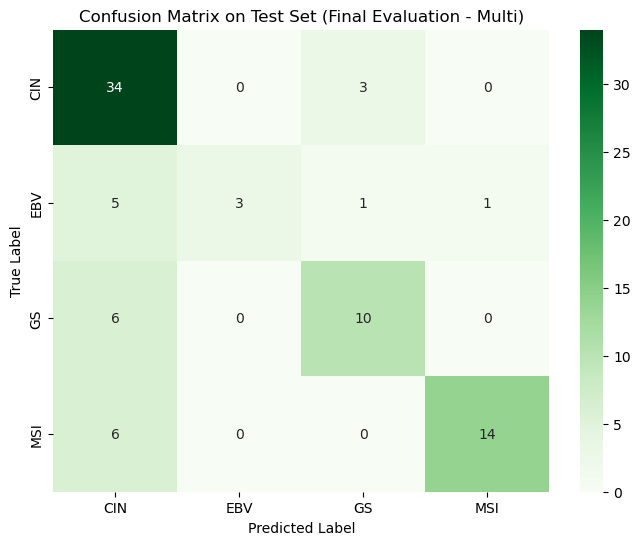 Confusion Matrix on Test Set (Final Evaluation - Multi)
True Label
CIN 34 0 3 0
EBV 5 3 1 1
GS 6 0 10 0
MSI 6 0 0 14
CIN EBV GS MSI
Predicted Label
30
25
20
15
10
5
0